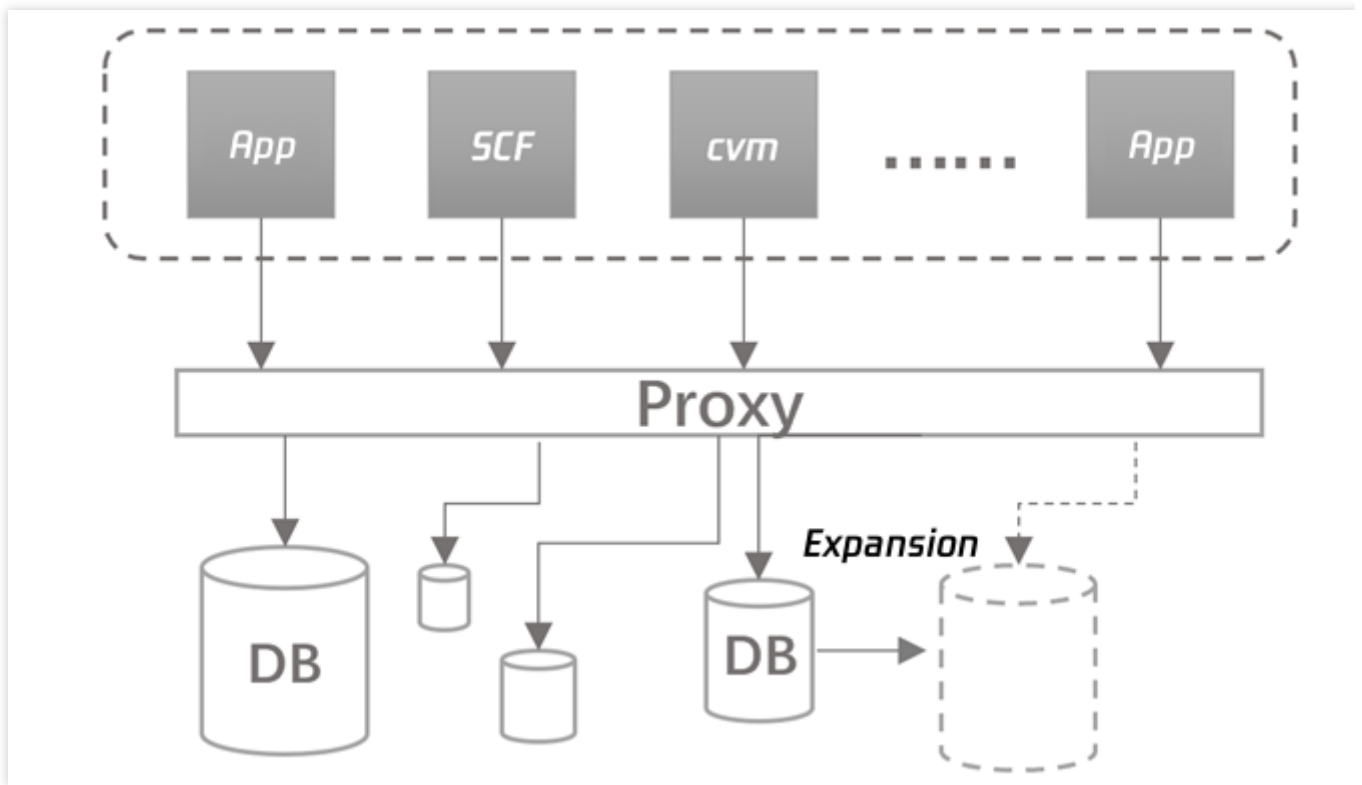 App
SCF
cvm
......
App
Proxy
Expansion
DB
DB